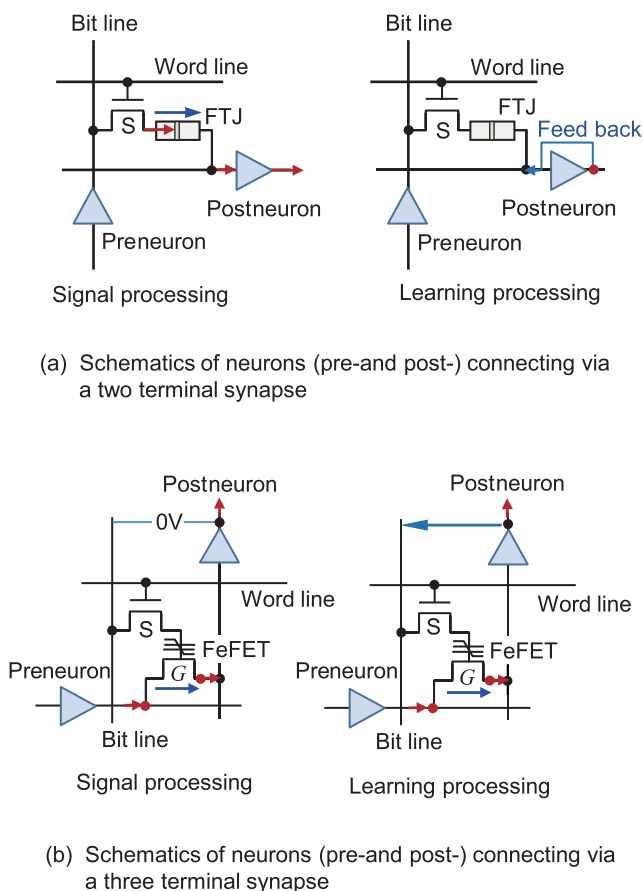 Bit line
Word line
S
FTJ
Postneuron
Preneuron
Signal processing
Bit line
Word line
FTJ
S
Feed back
Postneuron
Preneuron
Learning processing
(a) Schematics of neurons (pre-and post-) connecting via
a two terminal synapse
Postneuron
0V
Word line
S
FeFET
Preneuron
G
Bit line
Signal processing
Postneuron
Word line
S
FeFET
Preneuron
G
Bit line
Learning processing
(b) Schematics of neurons (pre-and post-) connecting via
a three terminal synapse